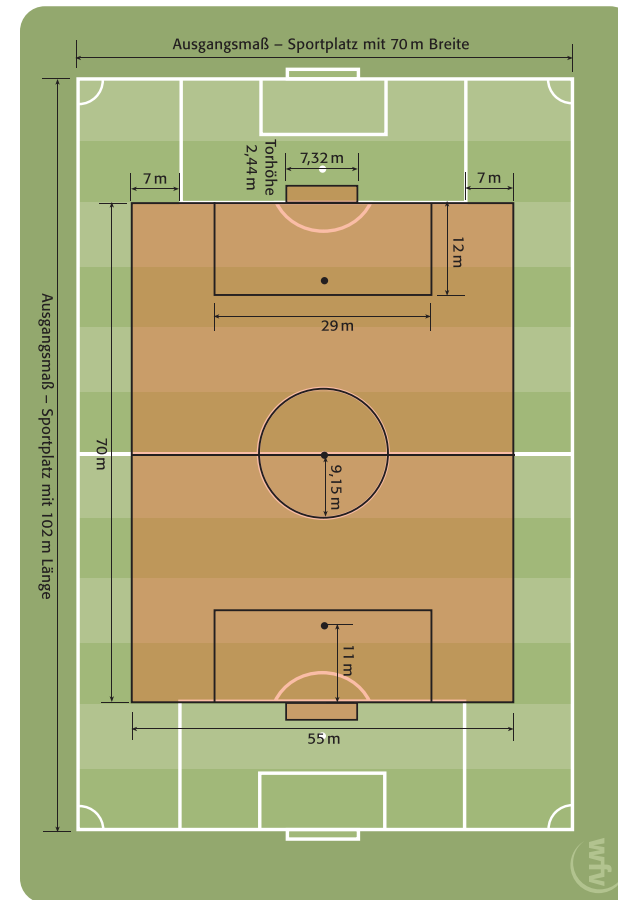 Ausgangsmaß – Sportplatz mit 70 m Breite
Torhöhe
2,44 m
7,32 m
7 m
7 m
12 m
29 m
Ausgangsmaß – Sportplatz mit 102 m Länge
70 m
9,15 m
11 m
55 m
wfv